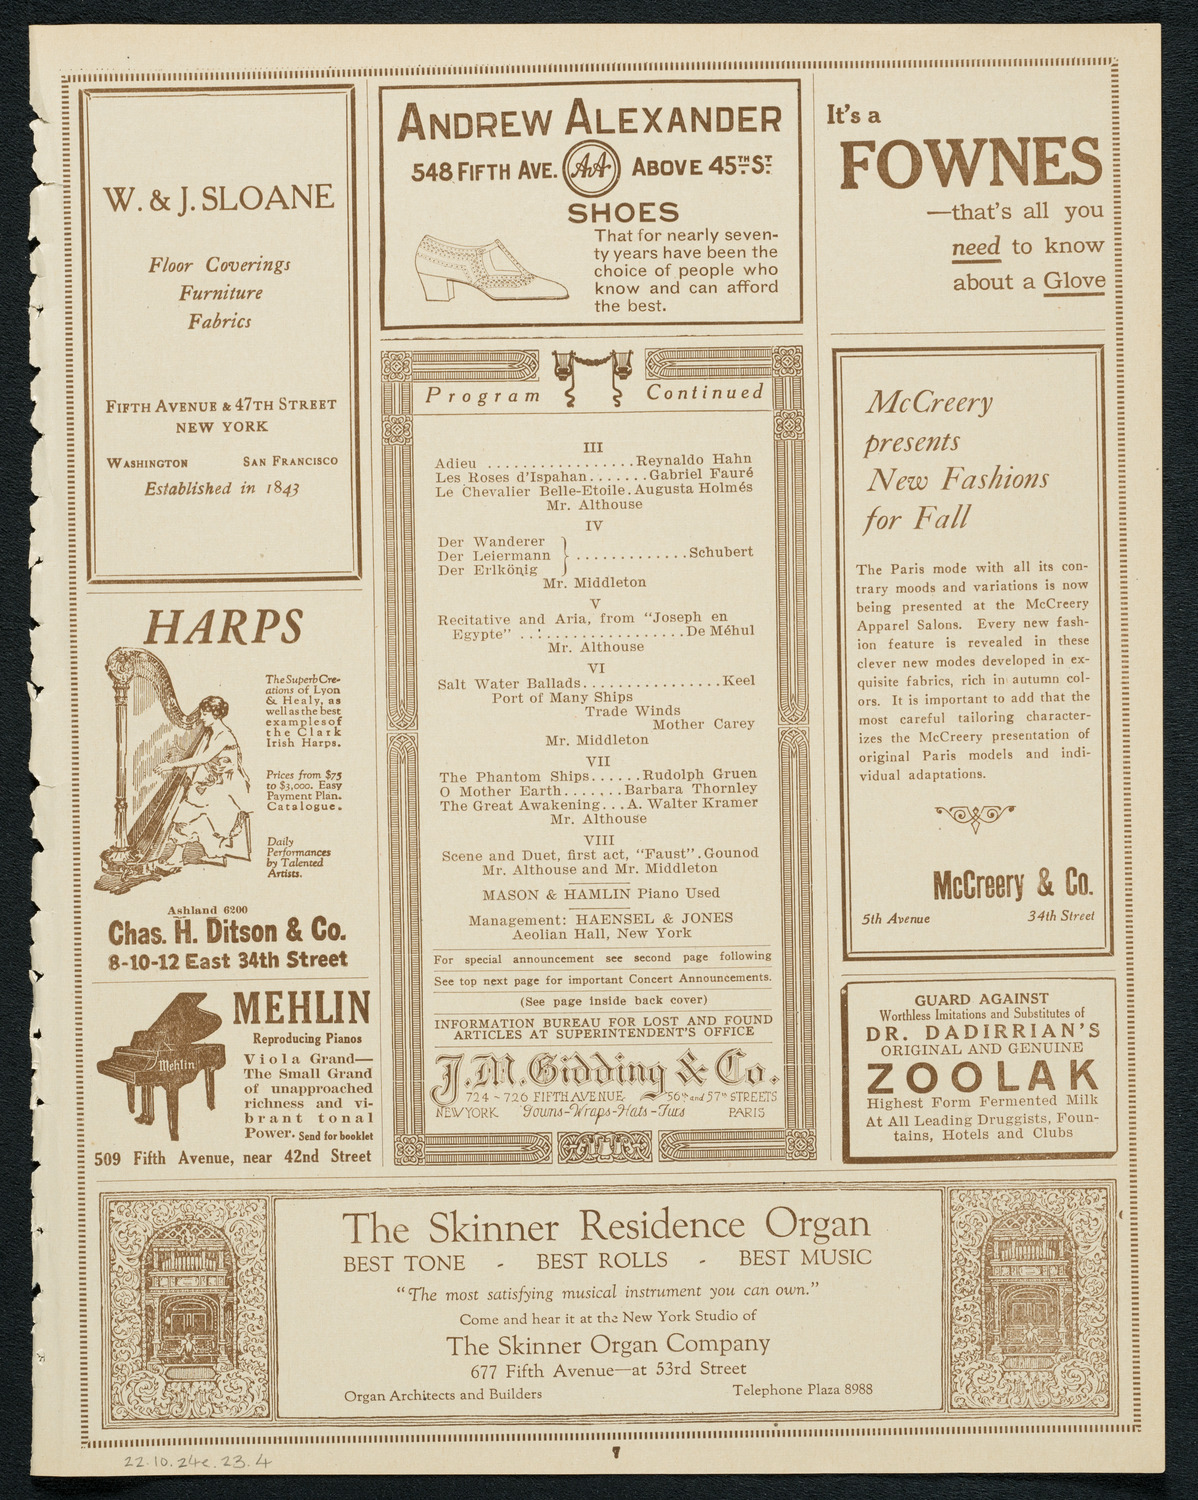 W. & J. SLOANE
Floor Coverings
Furniture
Fabrics
FIFTH AVENUE & 47TH STREET
NEW YORK
WASHINGTON SAN FRANCISCO
Established in 1843
HARPS
The Superb Cre-
ations of Lyon
& Healy, as
well as the best
examples of
the Clark
Irish Harps.
Prices from $75
to $3,000. Easy
Payment Plan.
Catalogue.
Daily
Performances
by Talented
Artists.
Ashland 6200
Chas. H. Ditson & Co.
8-10-12 East 34th Street
MEHLIN
Reproducing Pianos
Mehlin
Viola Grand—
The Small Grand
of unapproached
richness and vi-
brant tonal
Power. Send for booklet
509 Fifth Avenue, near 42nd Street
ANDREW ALEXANDER
548 FIFTH AVE. AA ABOVE 45TH ST.
SHOES
That for nearly seven-
ty years have been the
choice of people who
know and can afford
the best.
Program Continued
III
Adieu .................Reynaldo Hahn
Les Roses d'Ispahan.......Gabriel Fauré
Le Chevalier Belle-Etoile.Augusta Holmés
Mr. Althouse
IV
Der Wanderer
Der Leiermann } .............Schubert
Der Erlkönig
Mr. Middleton
V
Recitative and Aria, from "Joseph en
Egypte" ...................De Méhul
Mr. Althouse
VI
Salt Water Ballads................Keel
Port of Many Ships
Trade Winds
Mother Carey
Mr. Middleton
VII
The Phantom Ships......Rudolph Gruen
O Mother Earth.......Barbara Thornley
The Great Awakening...A. Walter Kramer
Mr. Althouse
VIII
Scene and Duet, first act, "Faust".Gounod
Mr. Althouse and Mr. Middleton
MASON & HAMLIN Piano Used
Management: HAENSEL & JONES
Aeolian Hall, New York
For special announcement see second page following
See top next page for important Concert Announcements.
(See page inside back cover)
INFORMATION BUREAU FOR LOST AND FOUND
ARTICLES AT SUPERINTENDENT'S OFFICE
J.M. Gidding & Co.
724 - 726 FIFTH AVENUE. 56th and 57th STREETS
NEW YORK Gowns-Wraps-Hats-Furs PARIS
It's a
FOWNES
—that's all you
need to know
about a Glove
McCreery
presents
New Fashions
for Fall
The Paris mode with all its con-
trary moods and variations is now
being presented at the McCreery
Apparel Salons. Every new fash-
ion feature is revealed in these
clever new modes developed in ex-
quisite fabrics, rich in autumn col-
ors. It is important to add that the
most careful tailoring character-
izes the McCreery presentation of
original Paris models and indi-
vidual adaptations.
McCreery & Co.
5th Avenue 34th Street
GUARD AGAINST
Worthless Imitations and Substitutes of
DR. DADIRRIAN'S
ORIGINAL AND GENUINE
ZOOLAK
Highest Form Fermented Milk
At All Leading Druggists, Foun-
tains, Hotels and Clubs
The Skinner Residence Organ
BEST TONE - BEST ROLLS - BEST MUSIC
"The most satisfying musical instrument you can own."
Come and hear it at the New York Studio of
The Skinner Organ Company
677 Fifth Avenue—at 53rd Street
Organ Architects and Builders Telephone Plaza 8988
7
22.10.24e.23.4